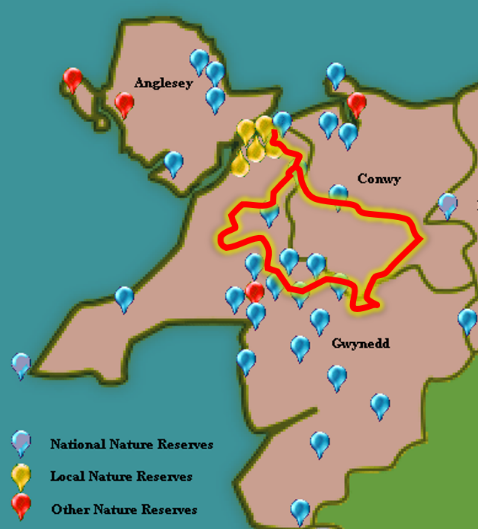 Anglesey
Conwy
Gwynedd
National Nature Reserves
Local Nature Reserves
Other Nature Reserves